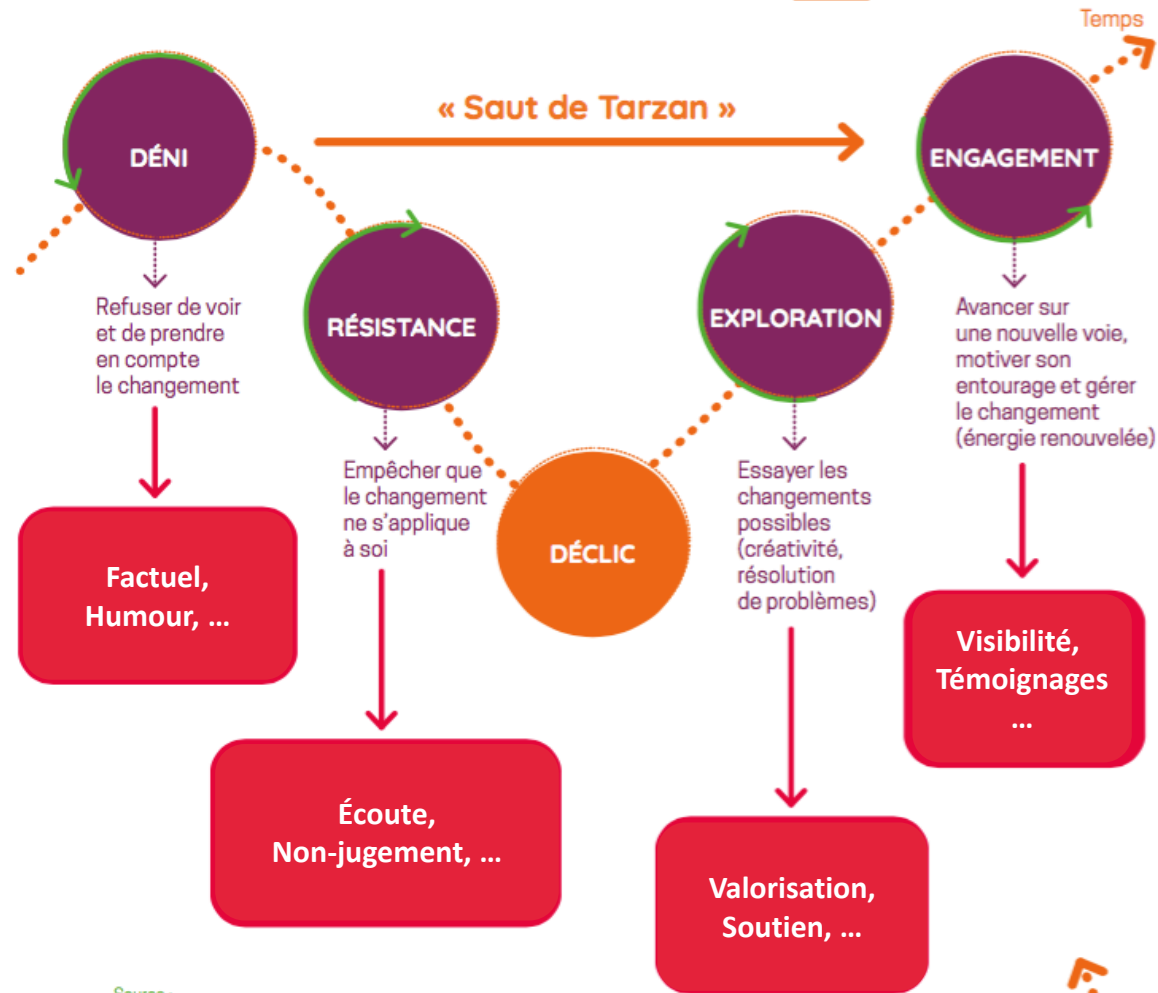 Temps
« Saut de Tarzan »
DÉNI
ENGAGEMENT
Refuser de voir
et de prendre
en compte
le changement
RÉSISTANCE
EXPLORATION
Avancer sur
une nouvelle voie,
motiver son
entourage et gérer
le changement
(énergie renouvelée)
Empêcher que
le changement
ne s'applique
à soi
DÉCLIC
Essayer les
changements
possibles
(créativité,
résolution
de problèmes)
Factuel,
Humour, ...
Visibilité,
Témoignages
...
Écoute,
Non-jugement, ...
Valorisation,
Soutien, ...